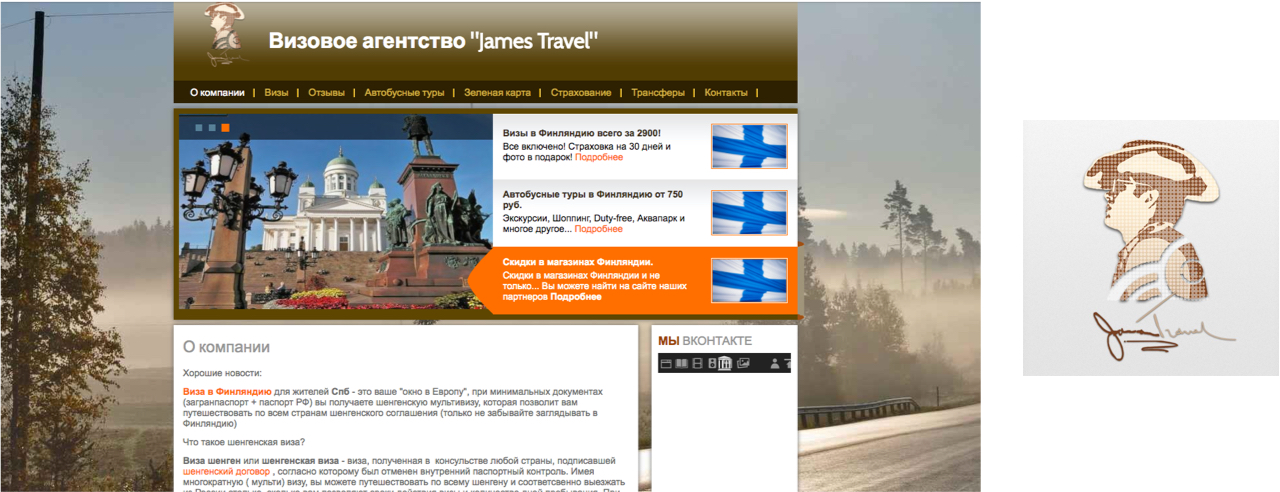 Визовое агентство "James Travel"
О компании | Визы | Отзывы | Автобусные туры | Зеленая карта | Страхование | Трансферы | Контакты |
Визы в Финляндию всего за 2900!
Все включено! Страховка на 30 дней и
фото в подарок! Подробнее
Автобусные туры в Финляндию от 750
руб.
Экскурсии, Шоппинг, Duty-free, Аквапарк и
многое другое... Подробнее
Скидки в магазинах Финляндии.
Скидки в магазинах Финляндии и не
только... Вы можете найти на сайте наших
партнеров Подробнее
О компании
Хорошие новости:
Виза в Финляндию для жителей Спб - это ваше "окно в Европу", при минимальных документах
(загранпаспорт + паспорт РФ) вы получаете шенгенскую мультивизу, которая позволит вам
путешествовать по всем странам шенгенского соглашения (только не забывайте заглядывать в
Финляндию)
Что такое шенгенская виза?
Виза шенген или шенгенская виза - виза, полученная в консульстве любой страны, подписавшей
шенгенский договор , согласно которому был отменен внутренний паспортный контроль. Имея
многократную ( мульти) визу, вы можете путешествовать по всему шенгену и соответсвенно выезжать
МЫ ВКОНТАКТЕ
James Travel